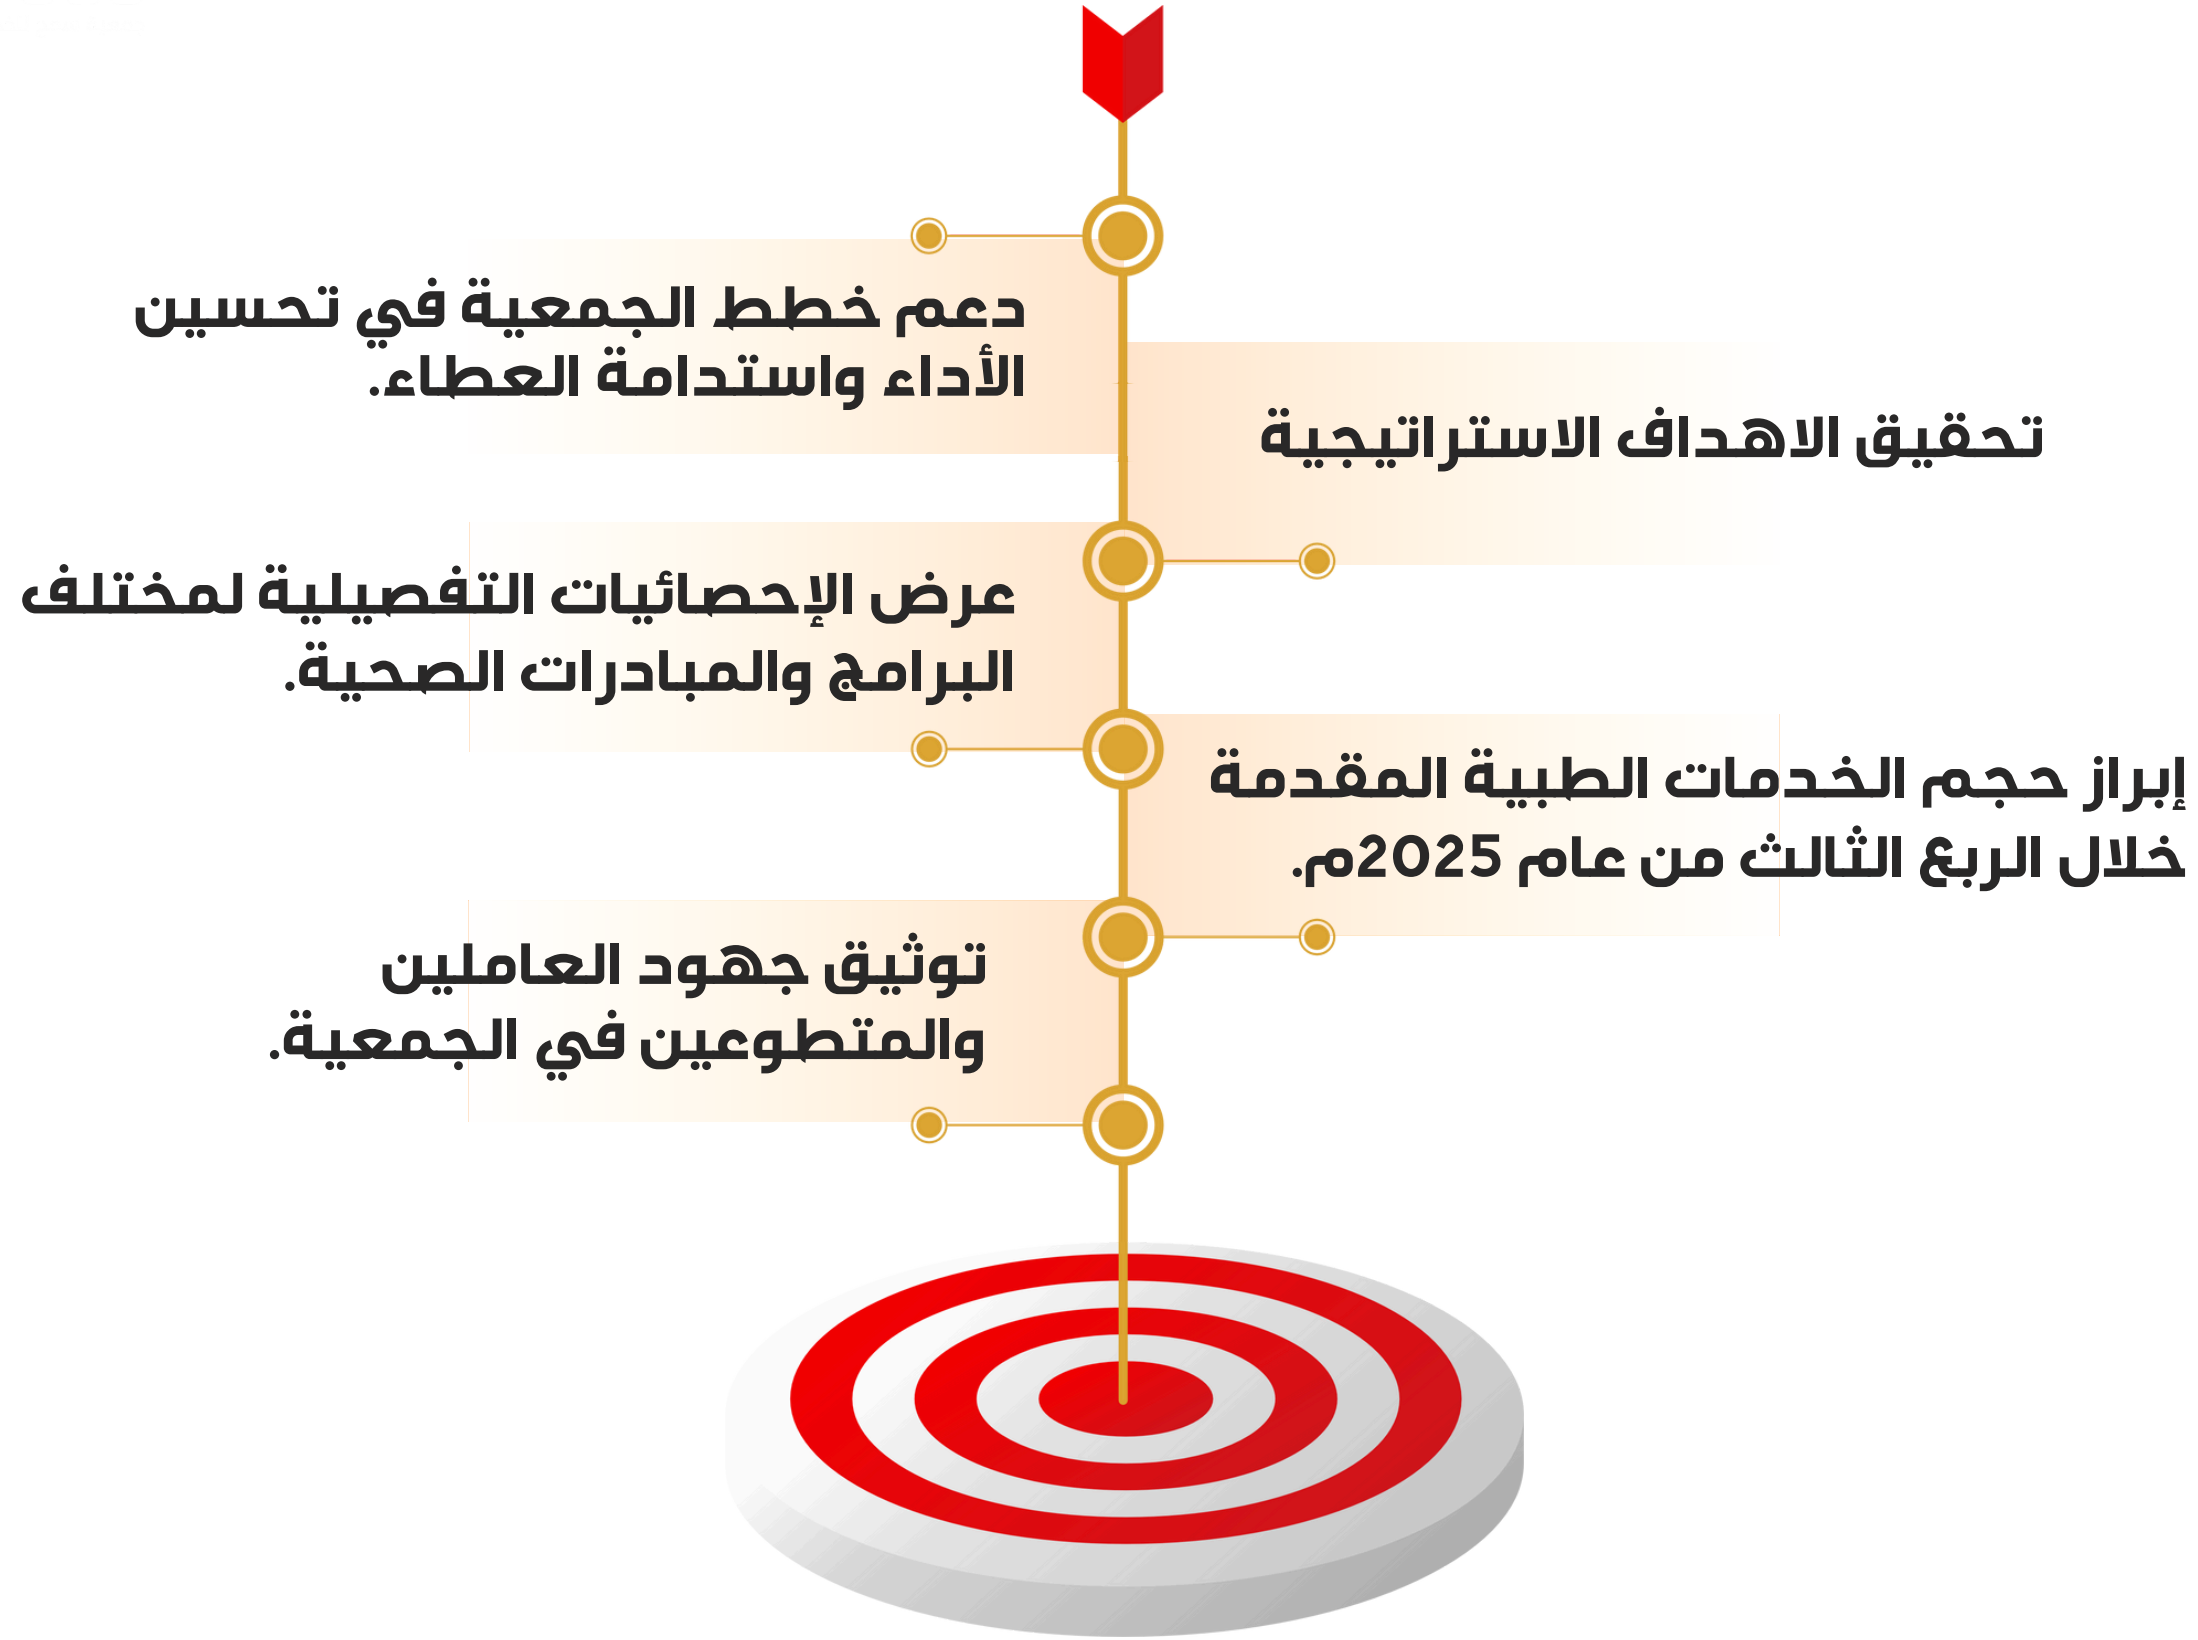 دعم خطط الجمعية في تحسين
الأداء واستدامة العطاء.
تحقيق الاهداف الاستراتيجية
عرض الإحصائيات التفصيلية لمختلف
البرامج والمبادرات الصحية.
إبراز حجم الخدمات الطبية المقدمة
خلال الربع الثالث من عام 2025م.
توثيق جهود العاملين
والمتطوعين في الجمعية.